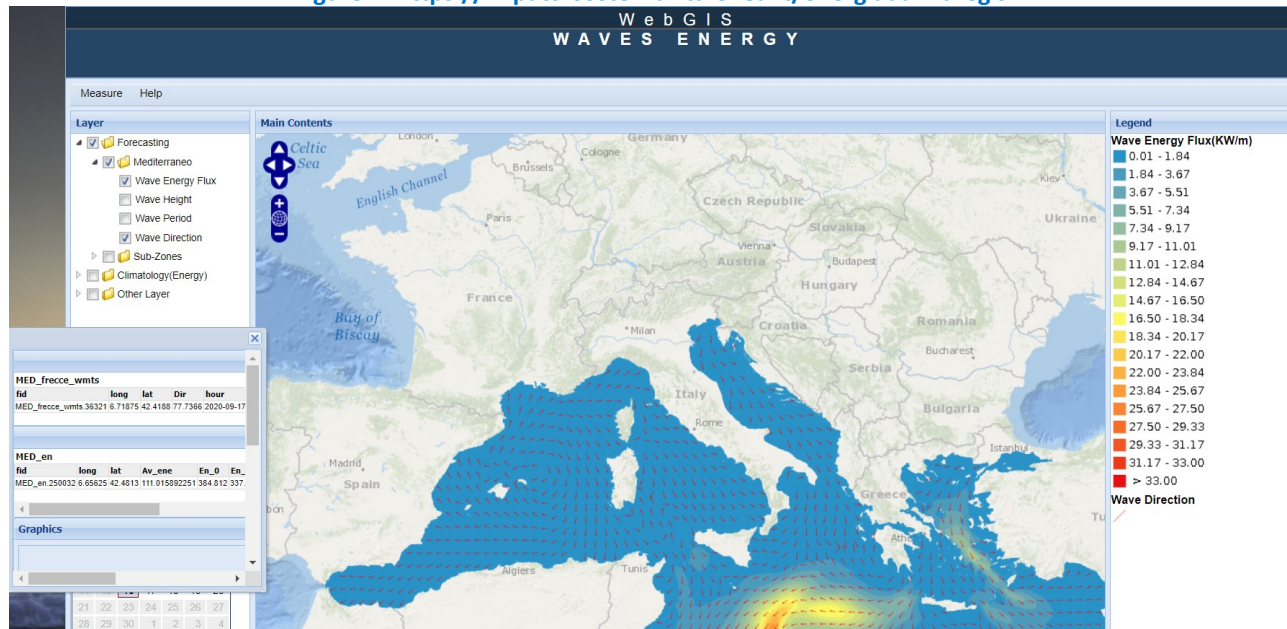 WebGIS
WAVES ENERGY
Measure Help
Layer
Forecasting
Mediterraneo
Wave Energy Flux
Wave Height
Wave Period
Wave Direction
Sub-Zones
Climatology(Energy)
Other Layer
MED_frecce_wmts
fid long lat Dir hour
MED_frecce_wmts.36321 6.71875 42.4188 77.7366 2020-09-17
MED_en
fid long lat Av_ene En_0 En_
MED_en.250032 6.65625 42.4813 111.015892251 384.812 337.
Graphics
21 22 23 24 25 26 27
28 29 30 1 2 3 4
Main Contents
London
Germany
Celtic
Sea
Cologne
Brussels
English Channel
Czech Republic
Kiev
Paris
Ukraine
Slovakia
Vienna
Austria
Budapest
Hungary
France
Bay of
Biscay
Milan
Croatia
Romania
Bucharest
Serbia
Italy
Bulgaria
Rome
Istanbul
Madrid
Spain
Greece
Algiers
Tunis
Legend
Wave Energy Flux(KW/m)
0.01 - 1.84
1.84 - 3.67
3.67 - 5.51
5.51 - 7.34
7.34 - 9.17
9.17 - 11.01
11.01 - 12.84
12.84 - 14.67
14.67 - 16.50
16.50 - 18.34
18.34 - 20.17
20.17 - 22.00
22.00 - 23.84
23.84 - 25.67
25.67 - 27.50
27.50 - 29.33
29.33 - 31.17
31.17 - 33.00
> 33.00
Wave Direction